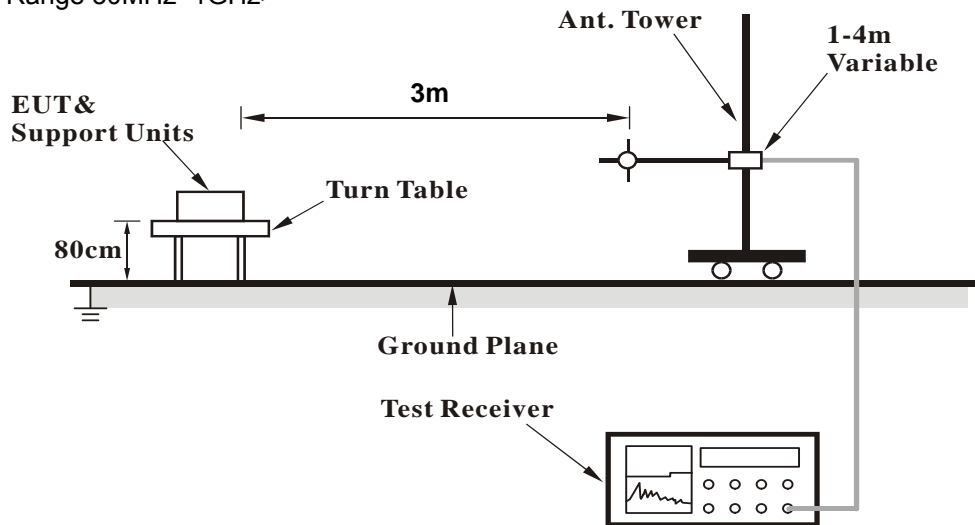 Ant. Tower
1-4m
Variable
3m
EUT&
Support Units
Turn Table
80cm
Ground Plane
Test Receiver